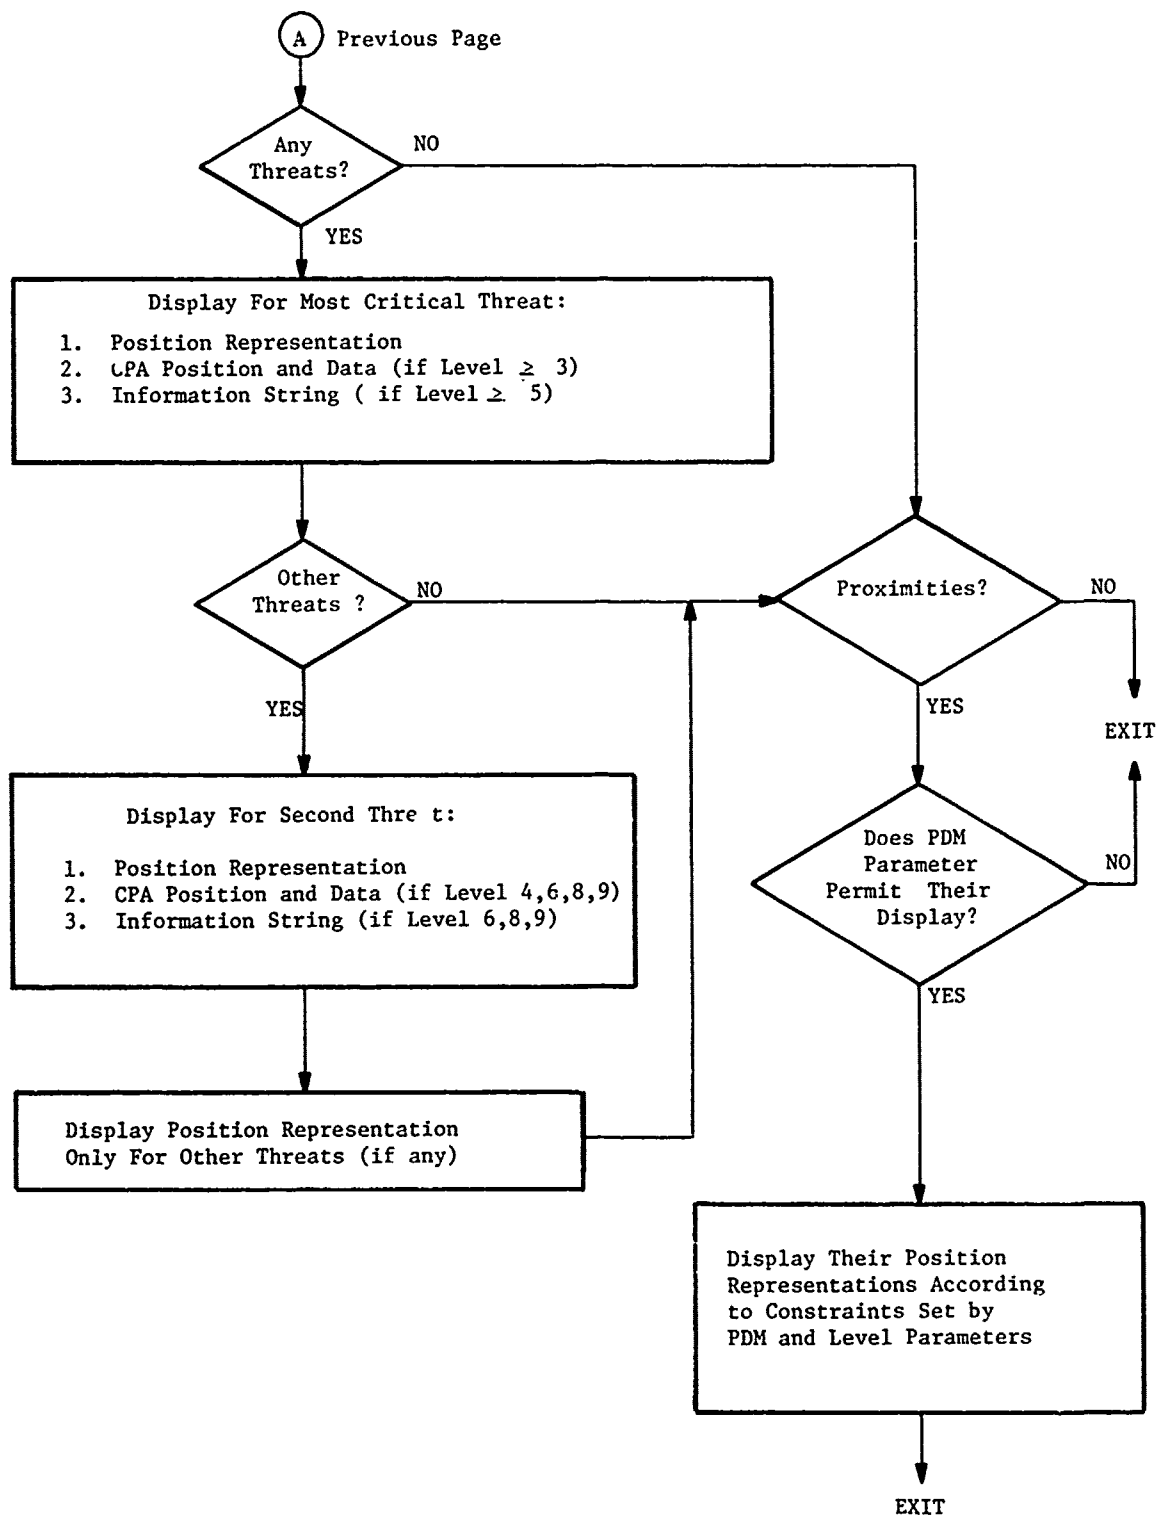 A Previous Page
Any
Threats?
NO
YES
Display For Most Critical Threat:
1. Position Representation
2. CPA Position and Data (if Level ≥ 3)
3. Information String ( if Level ≥ 5)
Other
Threats ?
NO
YES
Display For Second Thre t:
1. Position Representation
2. CPA Position and Data (if Level 4,6,8,9)
3. Information String (if Level 6,8,9)
Display Position Representation
Only For Other Threats (if any)
Proximities?
NO
YES
EXIT
Does PDM
Parameter
Permit Their
Display?
NO
YES
Display Their Position
Representations According
to Constraints Set by
PDM and Level Parameters
EXIT